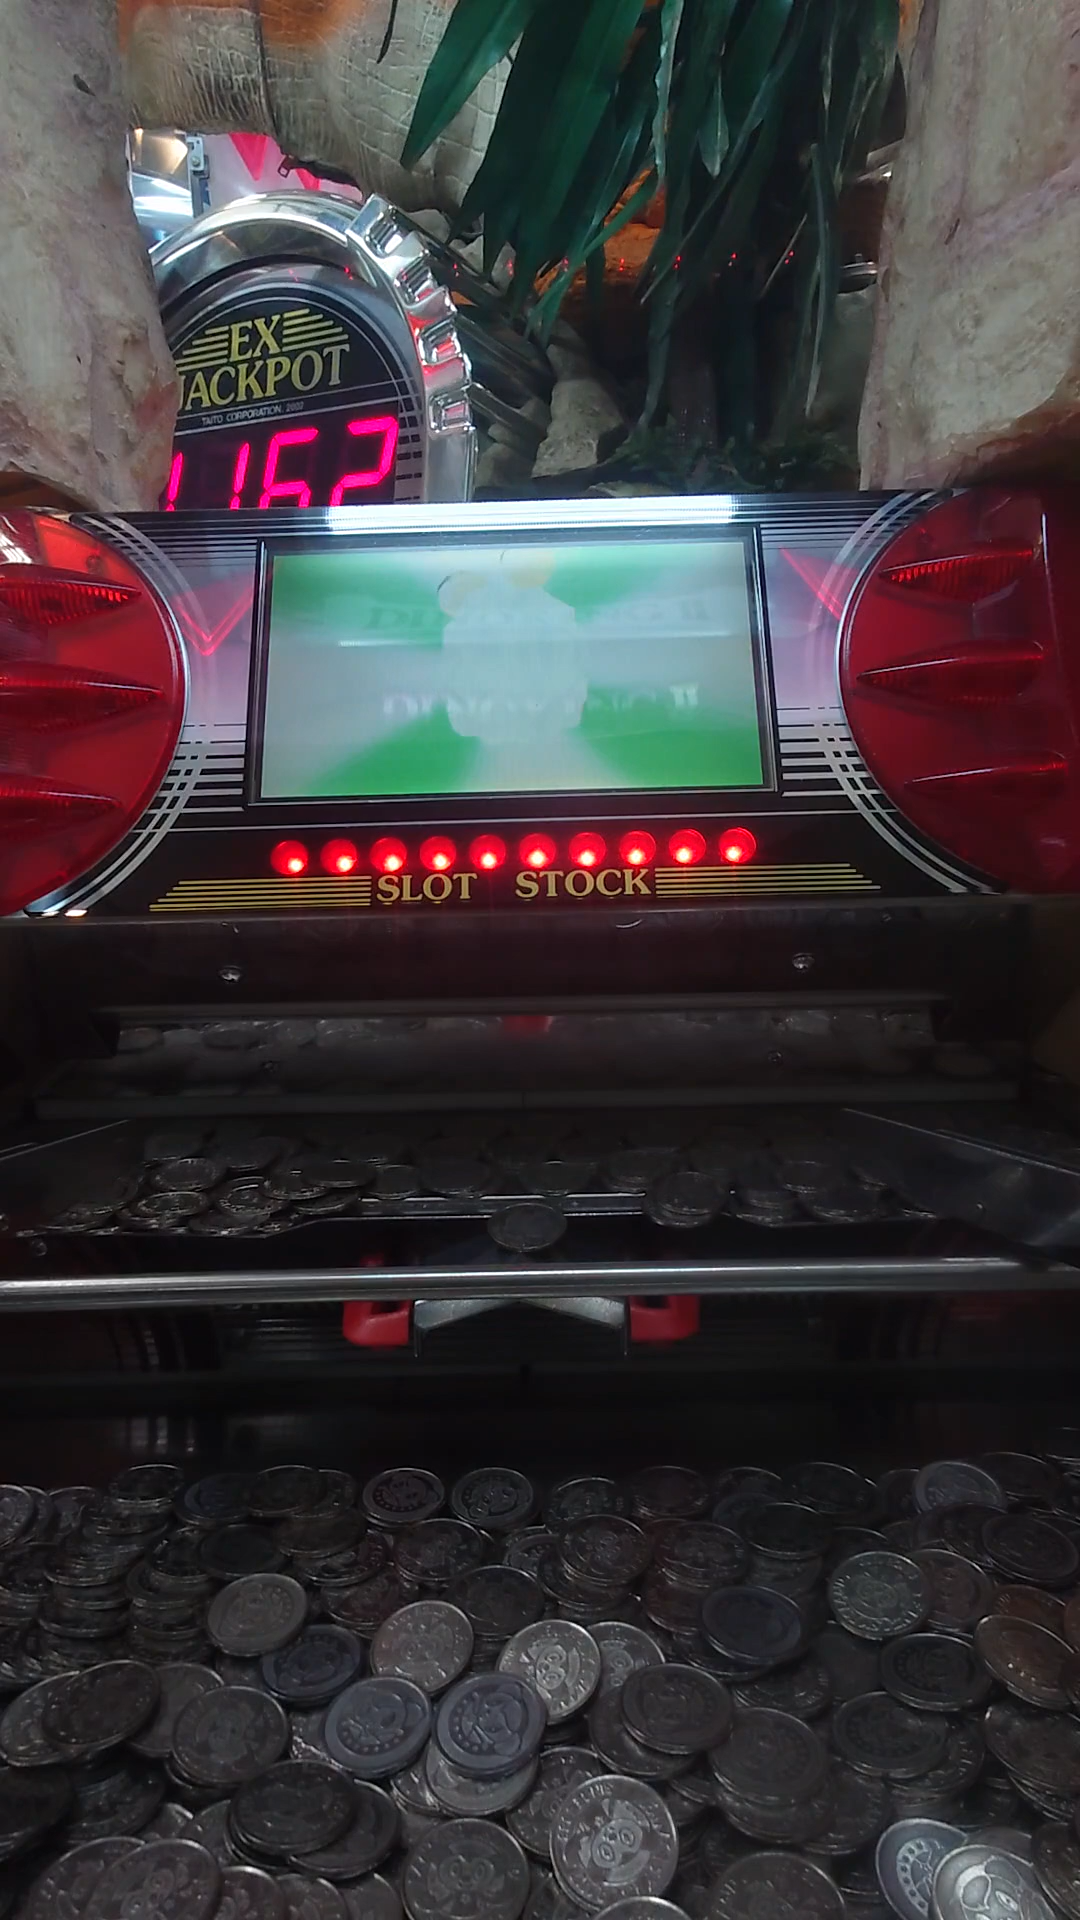 EX
JACKPOT
TAITO CORPORATION, 2002
1162
SLOT STOCK